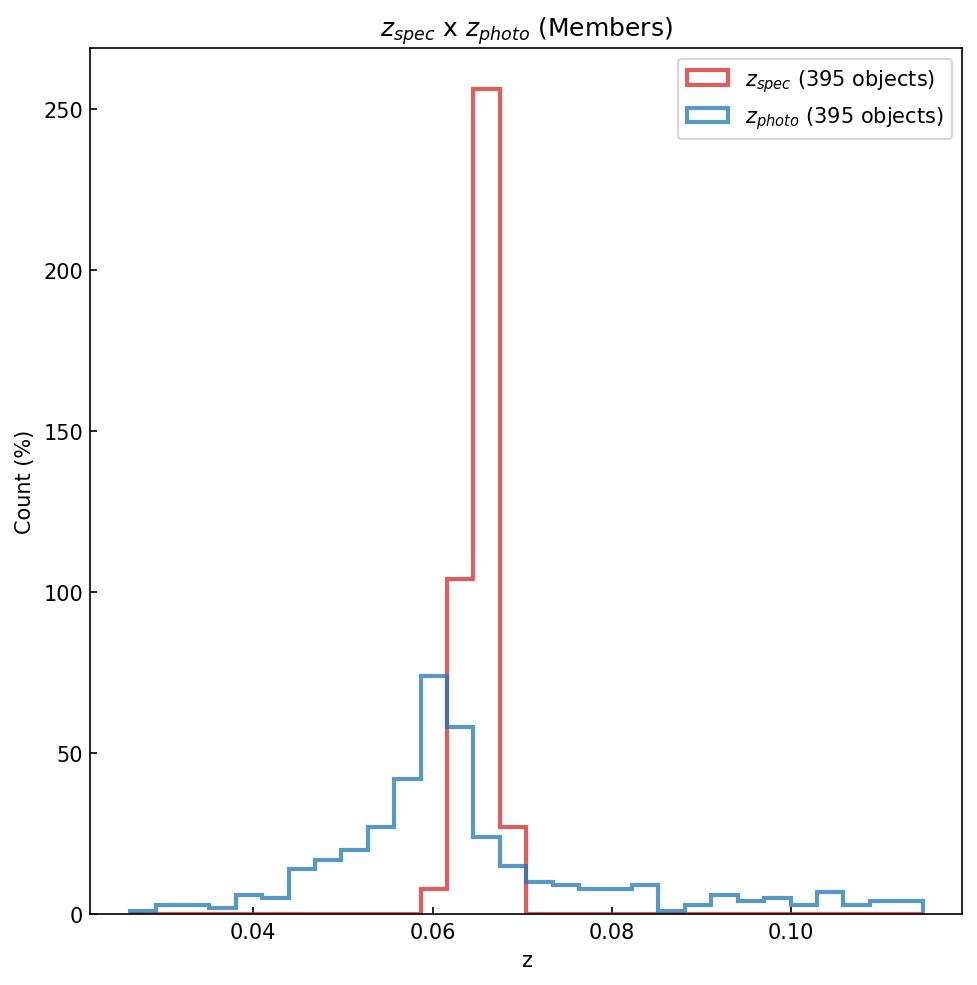 z_spec x z_photo (Members)
z_spec (395 objects)
z_photo (395 objects)
Count (%)
250
200
150
100
50
0
0.04 0.06 0.08 0.10
z